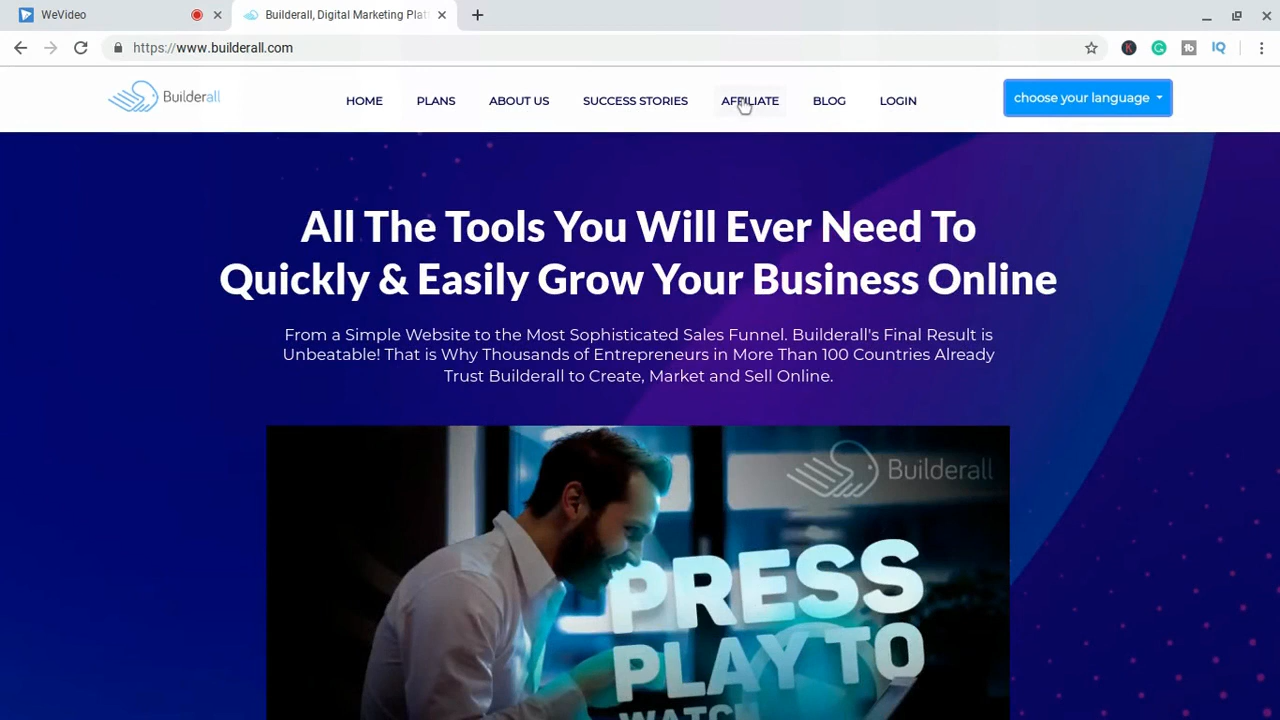 WeVideo
Builderall, Digital Marketing Plat
https://www.builderall.com
Builderall
HOME
PLANS
ABOUT US
SUCCESS STORIES
AFFILIATE
BLOG
LOGIN
choose your language
All The Tools You Will Ever Need To
Quickly & Easily Grow Your Business Online
From a Simple Website to the Most Sophisticated Sales Funnel. Builderall's Final Result is
Unbeatable! That is Why Thousands of Entrepreneurs in More Than 100 Countries Already
Trust Builderall to Create, Market and Sell Online.
Builderall
PRESS
PLAY TO
WATCH